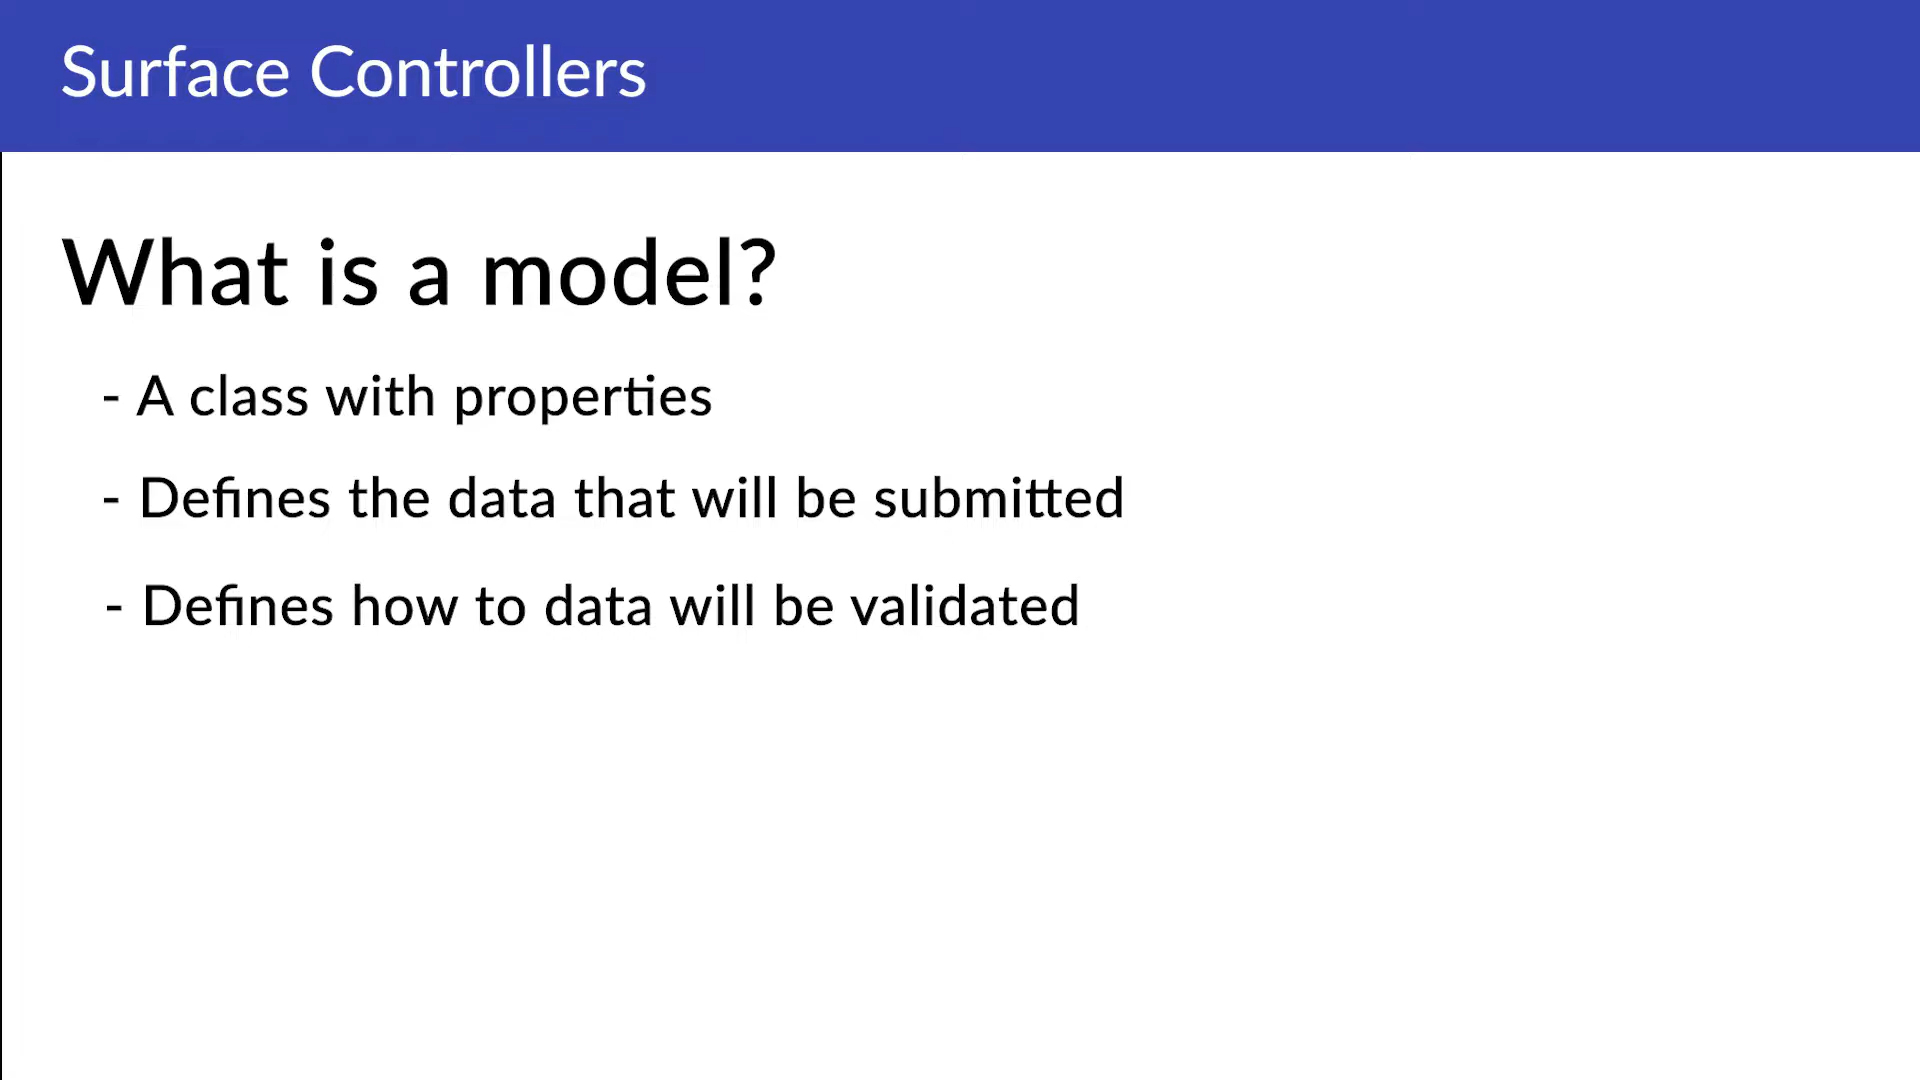 Surface Controllers
What is a model?
- A class with properties
- Defines the data that will be submitted
- Defines how to data will be validated